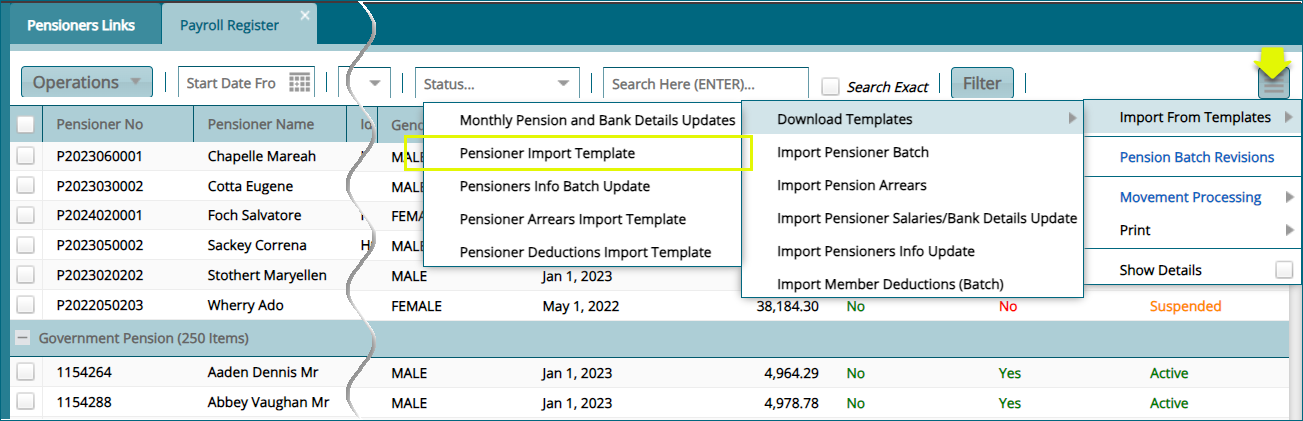 Pensioners Links Payroll Register ×
Operations Start Date Fro Status... Search Here (ENTER)... Search Exact Filter
Pensioner No Pensioner Name Id Gend
P2023060001 Chapelle Mareah MALE
P2023030002 Cotta Eugene MALE
P2024020001 Foch Salvatore FEMALE
P2023050002 Sackey Correna MALE
P2023020202 Stothert Maryellen MALE Jan 1, 2023
P2022050203 Wherry Ado FEMALE May 1, 2022 38,184.30 No No Suspended
Monthly Pension and Bank Details Updates
Pensioner Import Template
Pensioners Info Batch Update
Pensioner Arrears Import Template
Pensioner Deductions Import Template
Download Templates
Import Pensioner Batch
Import Pension Arrears
Import Pensioner Salaries/Bank Details Update
Import Pensioners Info Update
Import Member Deductions (Batch)
Import From Templates
Pension Batch Revisions
Movement Processing
Print
Show Details
Government Pension (250 Items)
1154264 Aaden Dennis Mr MALE Jan 1, 2023 4,964.29 No Yes Active
1154288 Abbey Vaughan Mr MALE Jan 1, 2023 4,978.78 No Yes Active